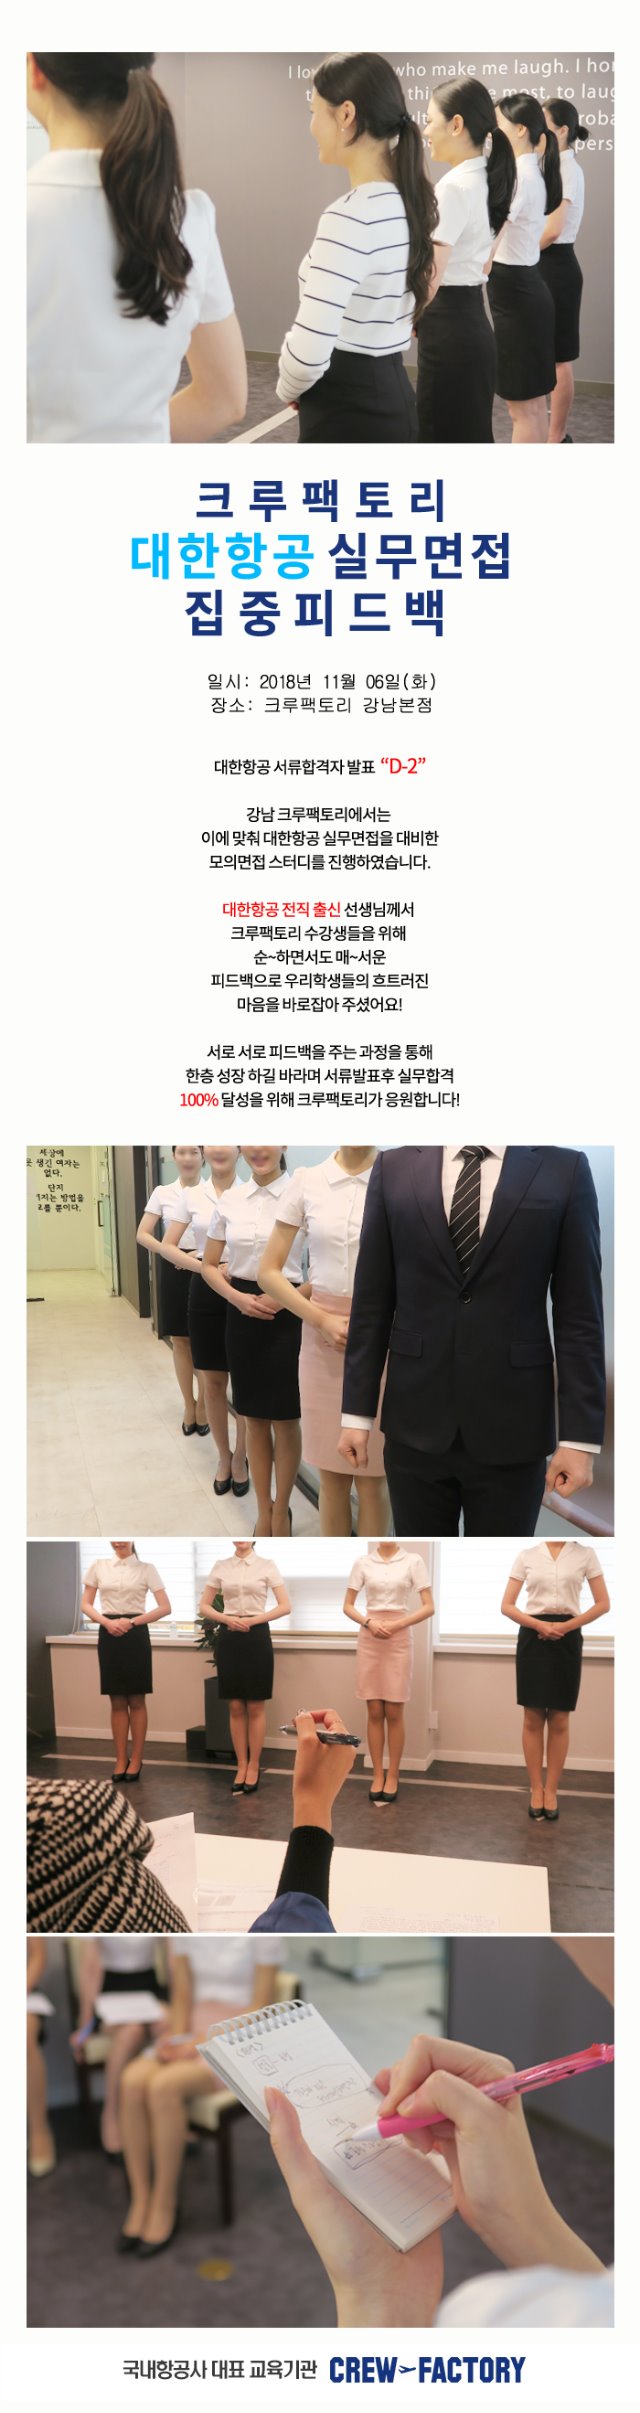 I lo who make me laugh. I ho
thi most, to laug
ult roba
pers
크루팩토리
대한항공 실무면접
집중피드백
일시: 2018년 11월 06일(화)
장소: 크루팩토리 강남본점
대한항공 서류합격자 발표 “D-2”
강남 크루팩토리에서는
이에 맞춰 대한항공 실무면접을 대비한
모의면접 스터디를 진행하였습니다.
대한항공 전직 출신 선생님께서
크루팩토리 수강생들을 위해
순~하면서도 매~서운
피드백으로 우리학생들의 흐트러진
마음을 바로잡아 주셨어요!
서로 서로 피드백을 주는 과정을 통해
한층 성장 하길 바라며 서류발표후 실무합격
100% 달성을 위해 크루팩토리가 응원합니다!
세상에
생긴 여자는
없다.
단지
지는 방법을
모를 뿐이다.
국내항공사 대표 교육기관 CREW FACTORY